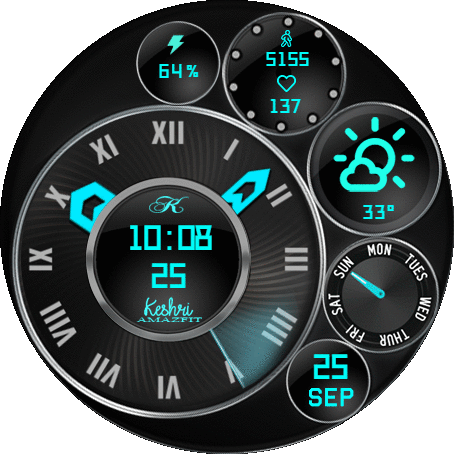 64%
5155
137
33°
SUN MON TUES WED THUR FRI SAT
25
SEP
XII
I
II
III
IIII
V
VI
VII
VIII
IX
X
XI
K
10:08
25
Keshri
AMAZFIT